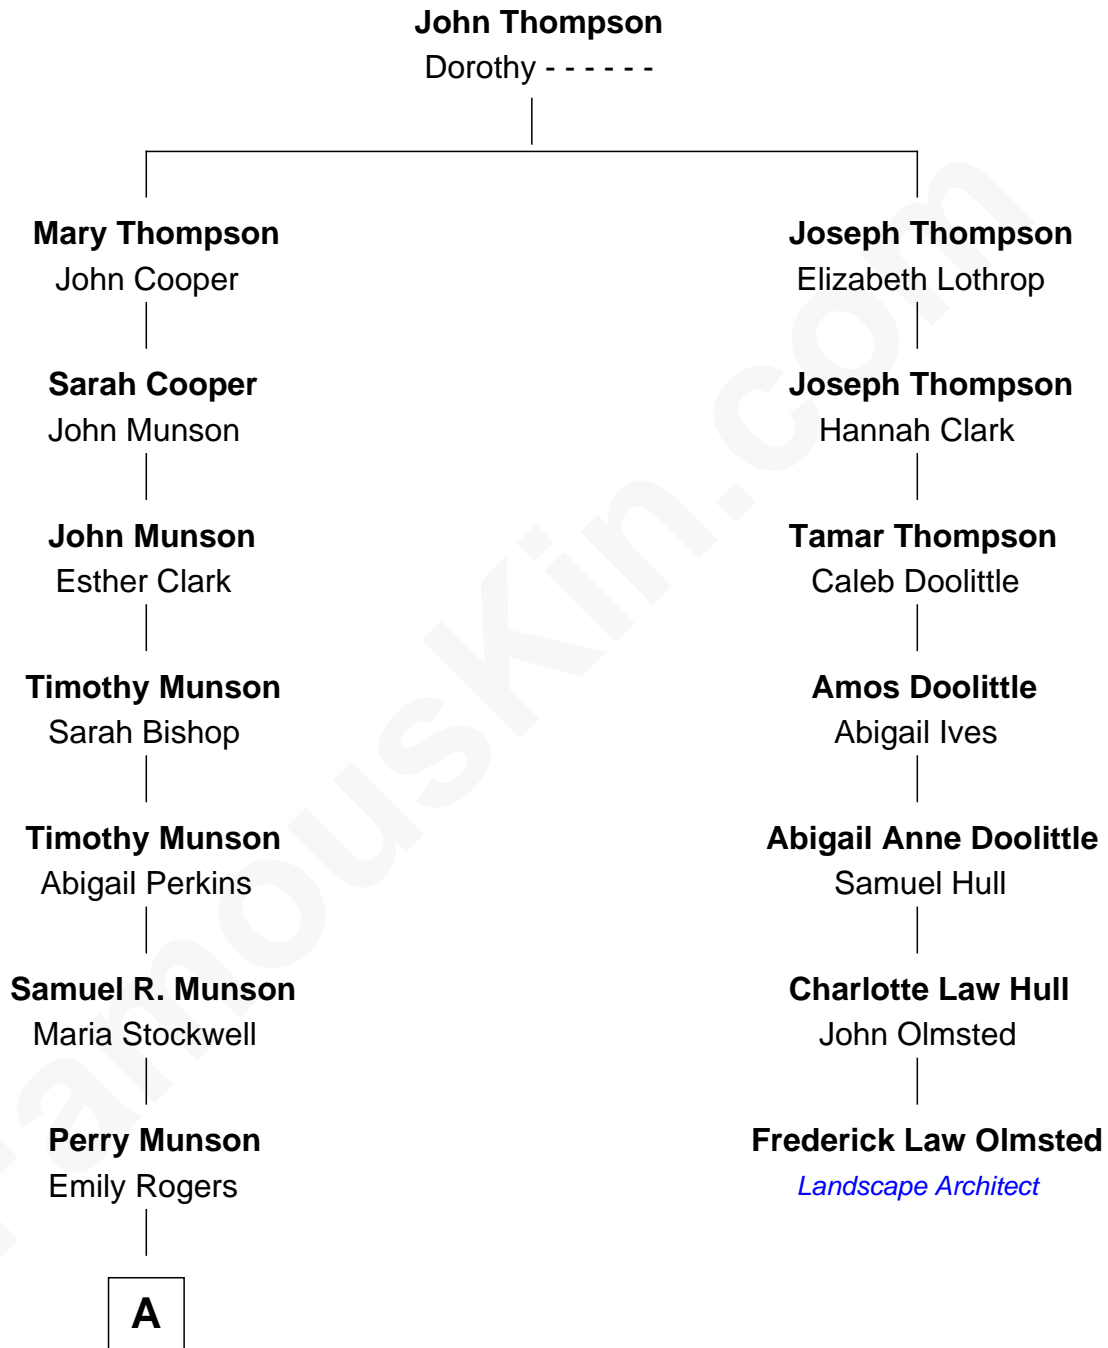 John Thompson
Dorothy - - - - - -
Mary Thompson
John Cooper
Joseph Thompson
Elizabeth Lothrop
Sarah Cooper
John Munson
Joseph Thompson
Hannah Clark
John Munson
Esther Clark
Tamar Thompson
Caleb Doolittle
Timothy Munson
Sarah Bishop
Amos Doolittle
Abigail Ives
Timothy Munson
Abigail Perkins
Abigail Anne Doolittle
Samuel Hull
Samuel R. Munson
Maria Stockwell
Charlotte Law Hull
John Olmsted
Perry Munson
Emily Rogers
Frederick Law Olmsted
Landscape Architect
A
FamousKin.com